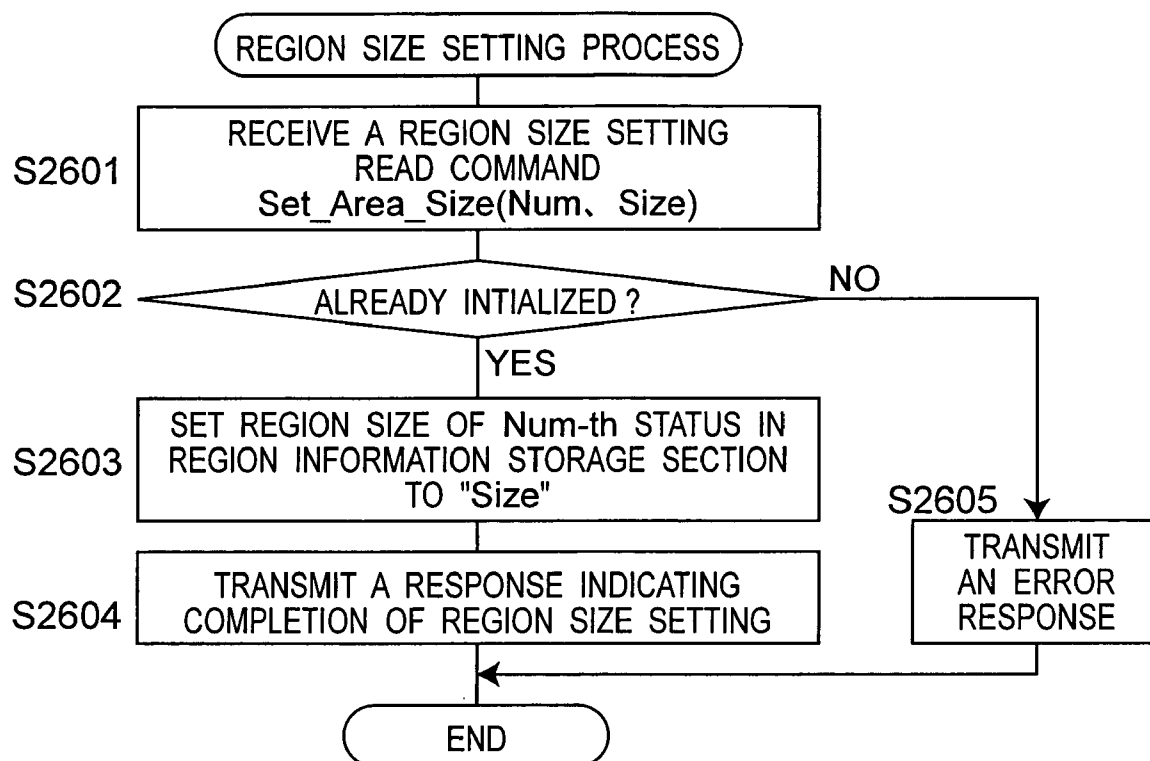 REGION SIZE SETTING PROCESS
S2601
RECEIVE A REGION SIZE SETTING
READ COMMAND
Set_Area_Size(Num、Size)
S2602
ALREADY INTIALIZED ?
NO
YES
S2603
SET REGION SIZE OF Num-th STATUS IN
REGION INFORMATION STORAGE SECTION
TO "Size"
S2605
TRANSMIT
AN ERROR
RESPONSE
S2604
TRANSMIT A RESPONSE INDICATING
COMPLETION OF REGION SIZE SETTING
END